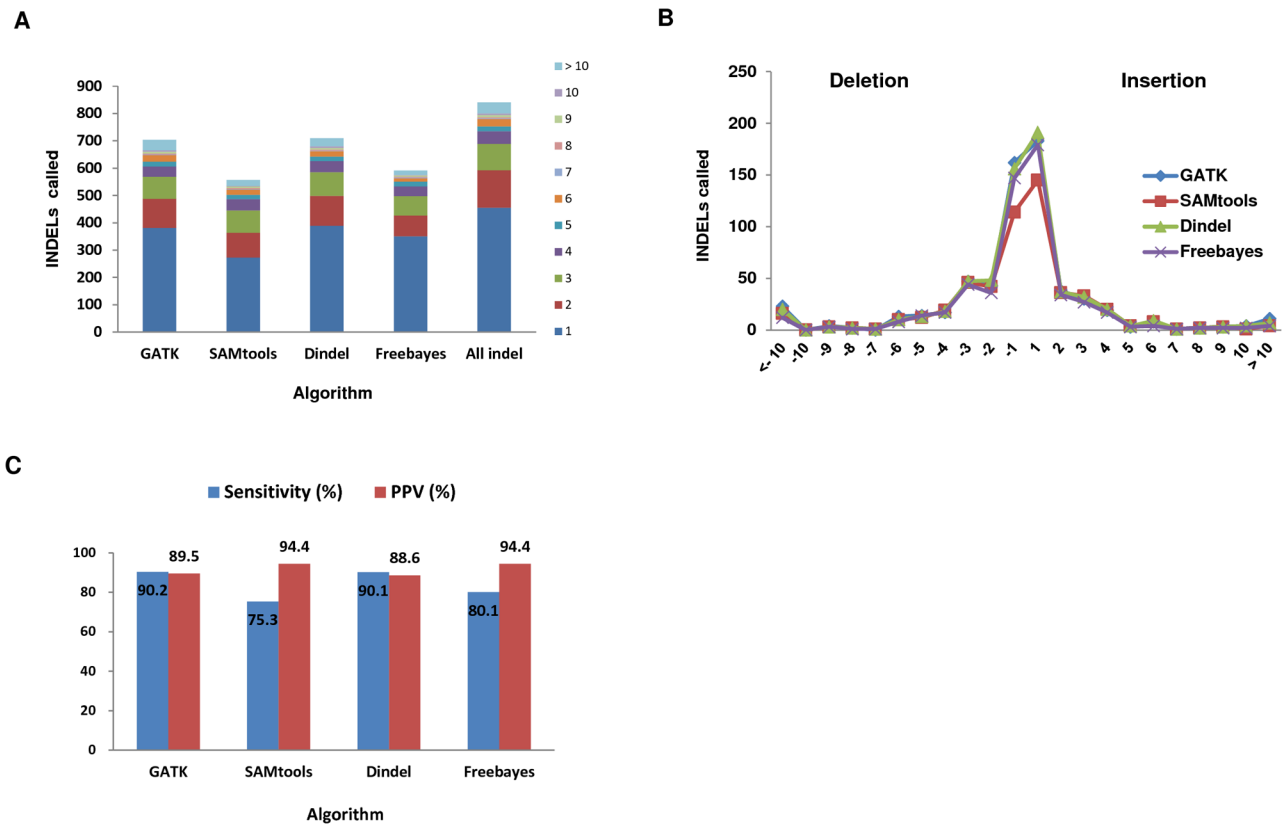 A
INDELs called
900
800
700
600
500
400
300
200
100
0
GATK SAMtools Dindel Freebayes All indel
Algorithm
> 10
10
9
8
7
6
5
4
3
2
1
B
Deletion Insertion
INDELs called
250
200
150
100
50
0
<- 10 -10 -9 -8 -7 -6 -5 -4 -3 -2 -1 1 2 3 4 5 6 7 8 9 10 > 10
GATK
SAMtools
Dindel
Freebayes
C
Sensitivity (%) PPV (%)
100
80
60
40
20
0
90.2 89.5 75.3 94.4 90.1 88.6 80.1 94.4
GATK SAMtools Dindel Freebayes
Algorithm